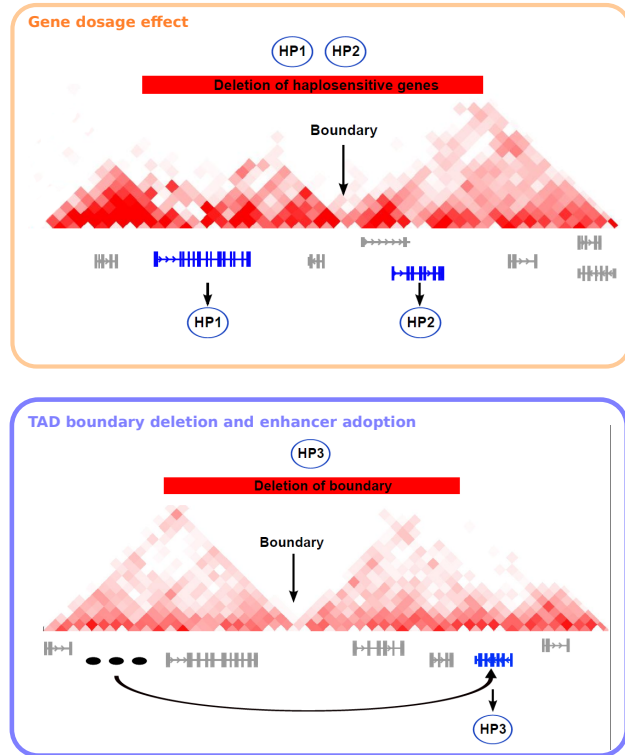 Gene dosage effect
HP1 HP2
Deletion of haplosensitive genes
Boundary
HP1 HP2
TAD boundary deletion and enhancer adoption
HP3
Deletion of boundary
Boundary
HP3